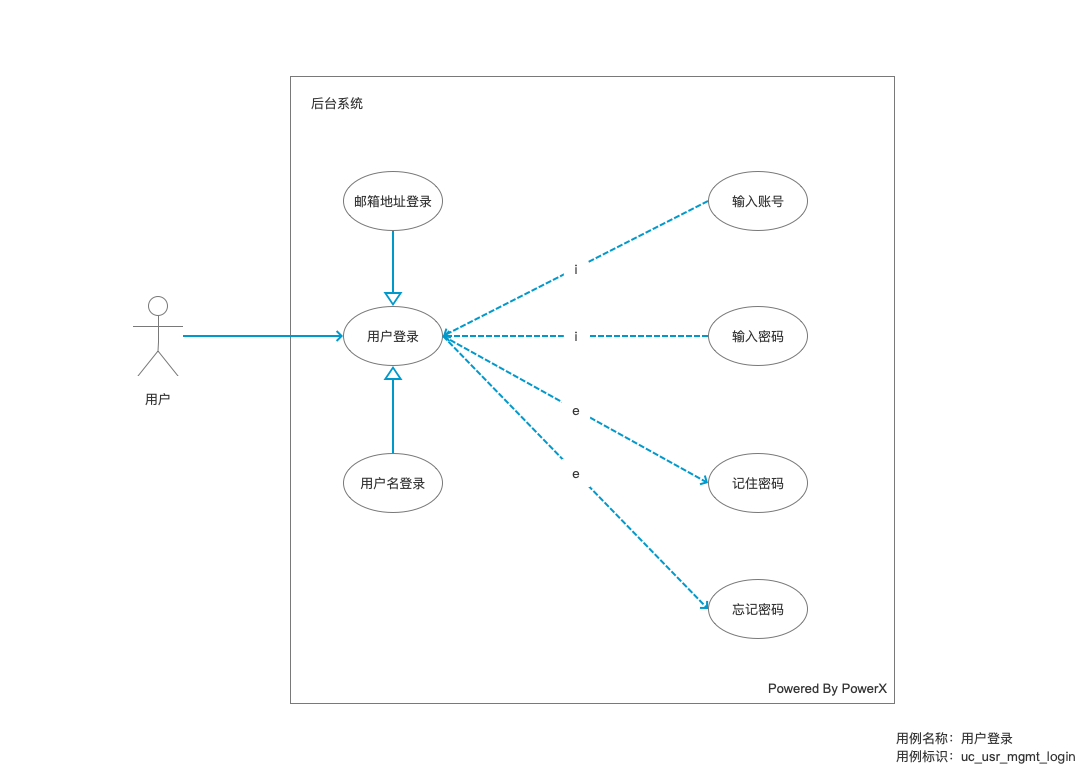 后台系统
邮箱地址登录
输入账号
i
用户登录
i
输入密码
用户
e
e
用户名登录
记住密码
忘记密码
Powered By PowerX
用例名称：用户登录
用例标识：uc_usr_mgmt_login